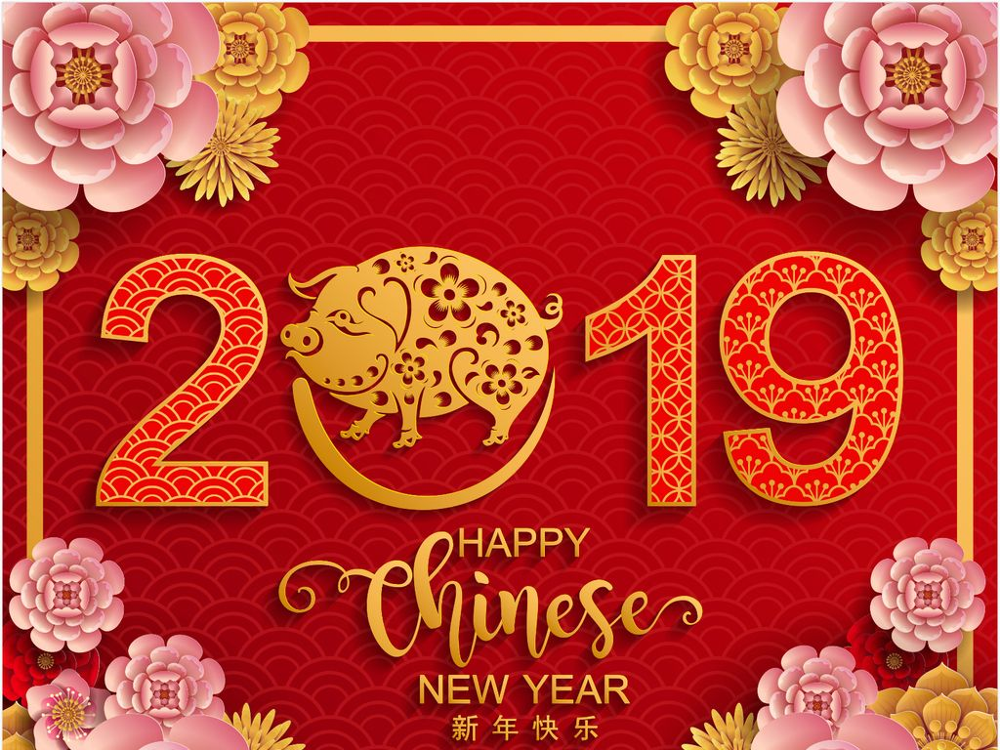 2019
HAPPY
Chinese
NEW YEAR
新年快乐